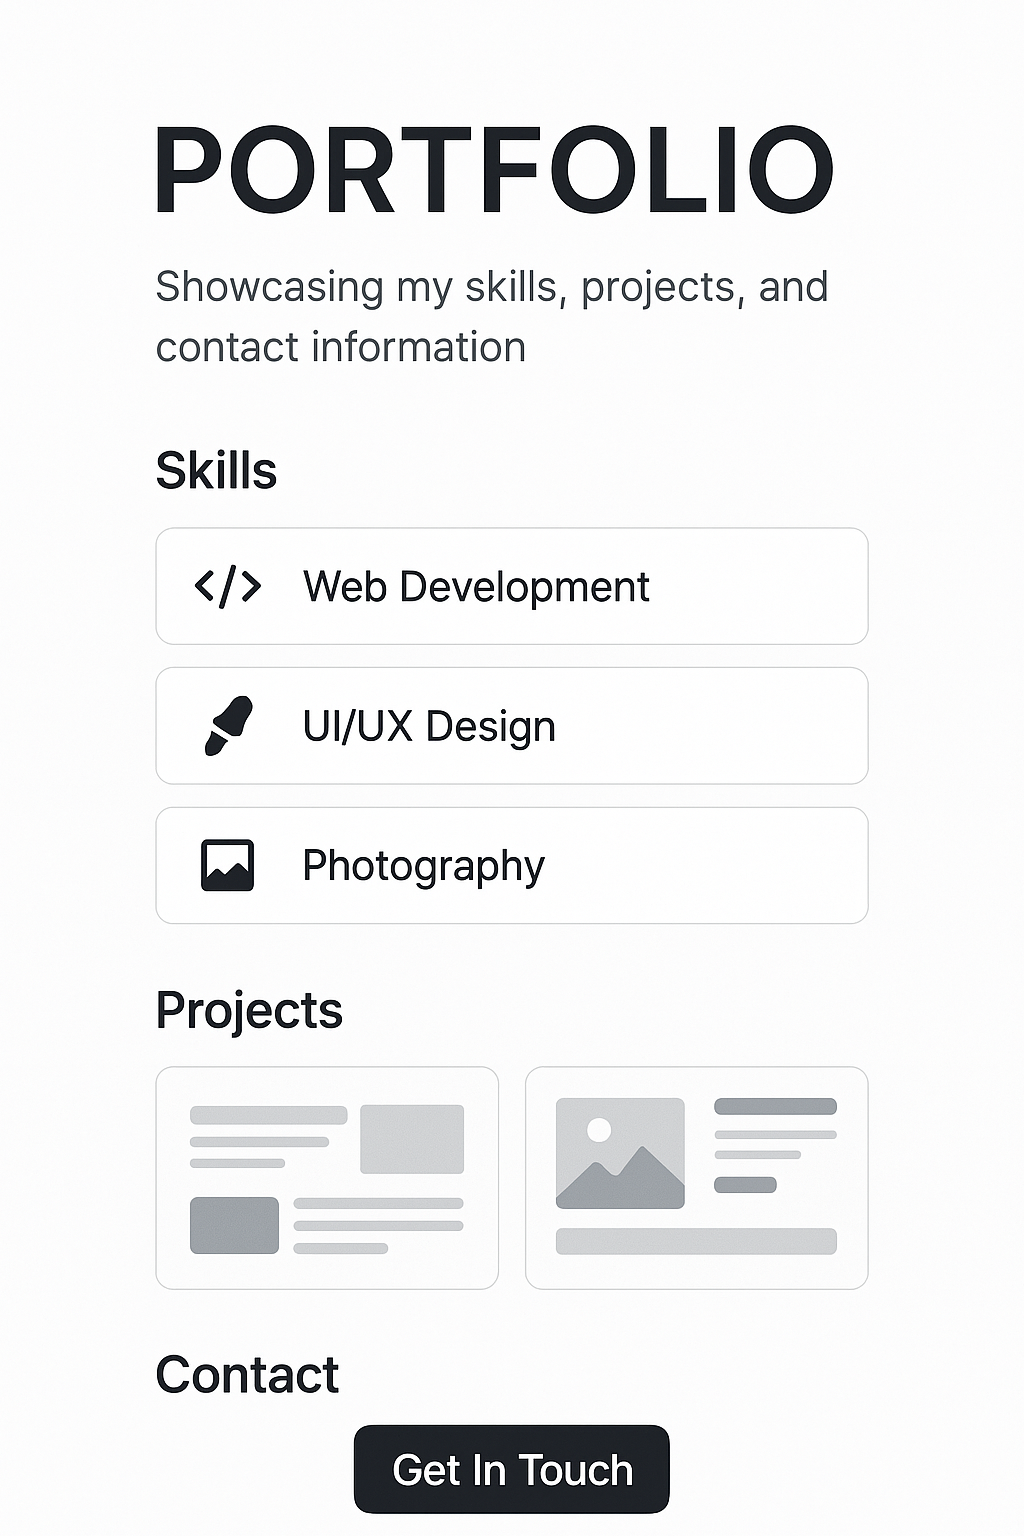 PORTFOLIO
Showcasing my skills, projects, and
contact information
Skills
Web Development
UI/UX Design
Photography
Projects
Contact
Get In Touch